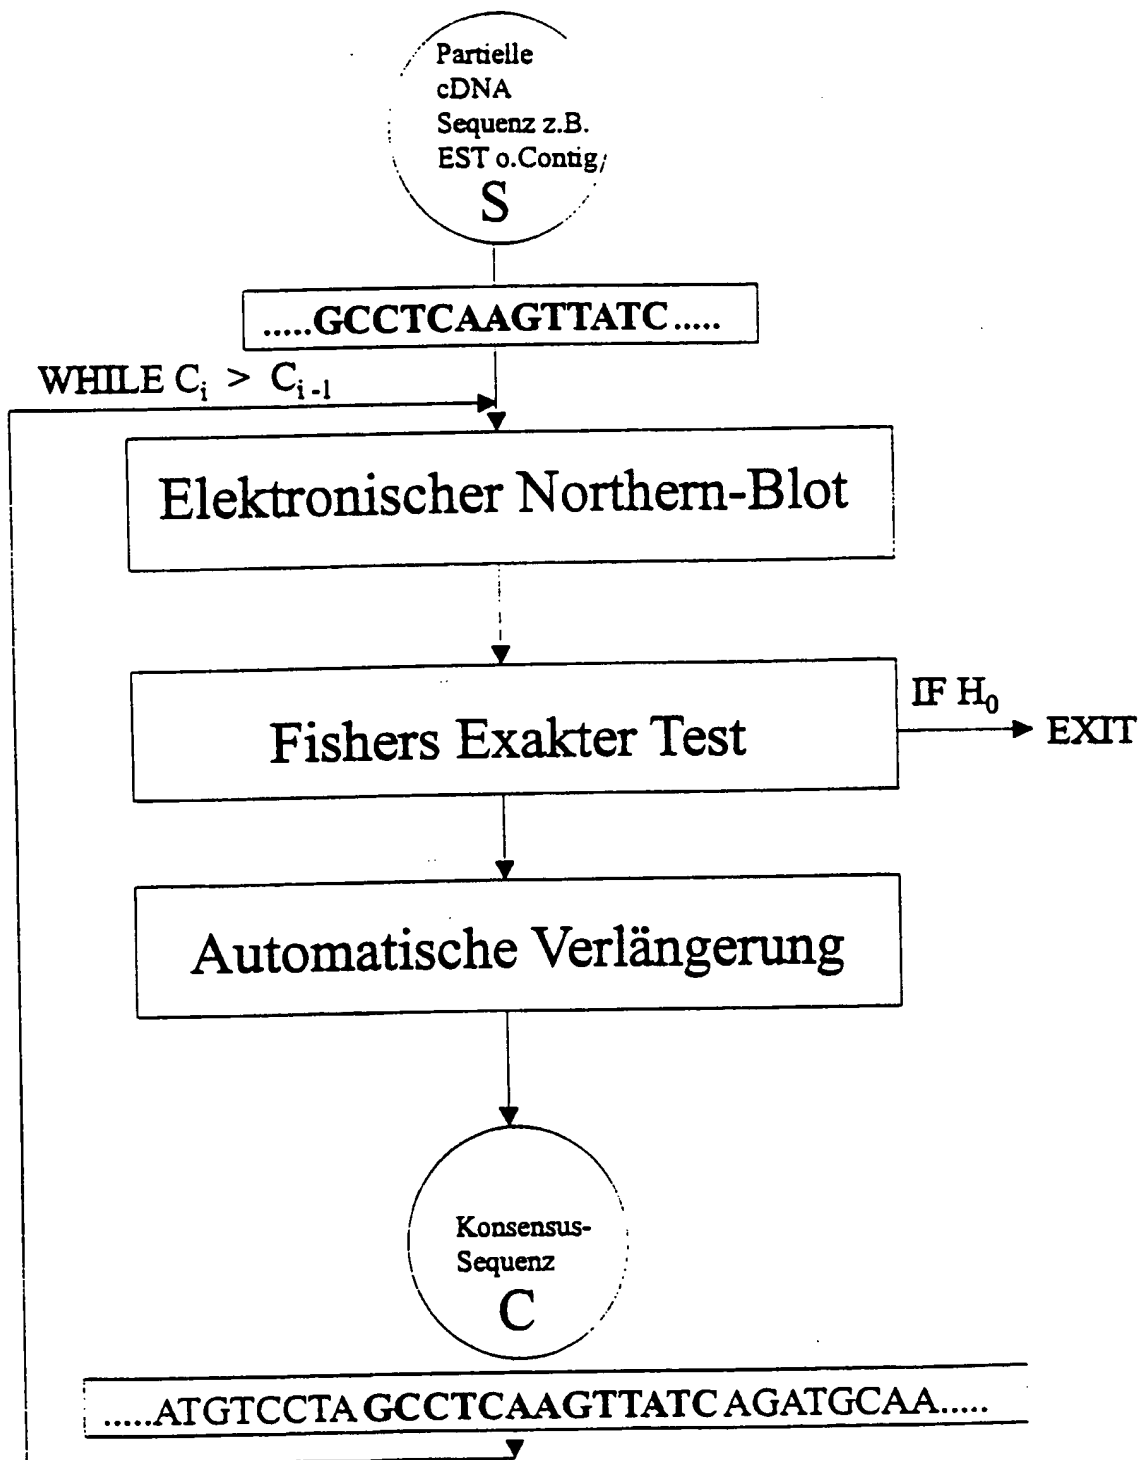 Partielle
cDNA
Sequenz z.B.
EST o.Contig
S
.....GCCTCAAGTTATC.....
WHILE Ci > Ci-1
Elektronischer Northern-Blot
IF H0
Fishers Exakter Test
EXIT
Automatische Verlängerung
Konsensus-
Sequenz
C
.....ATGTCCTA GCCTCAAGTTATC AGATGCAA.....